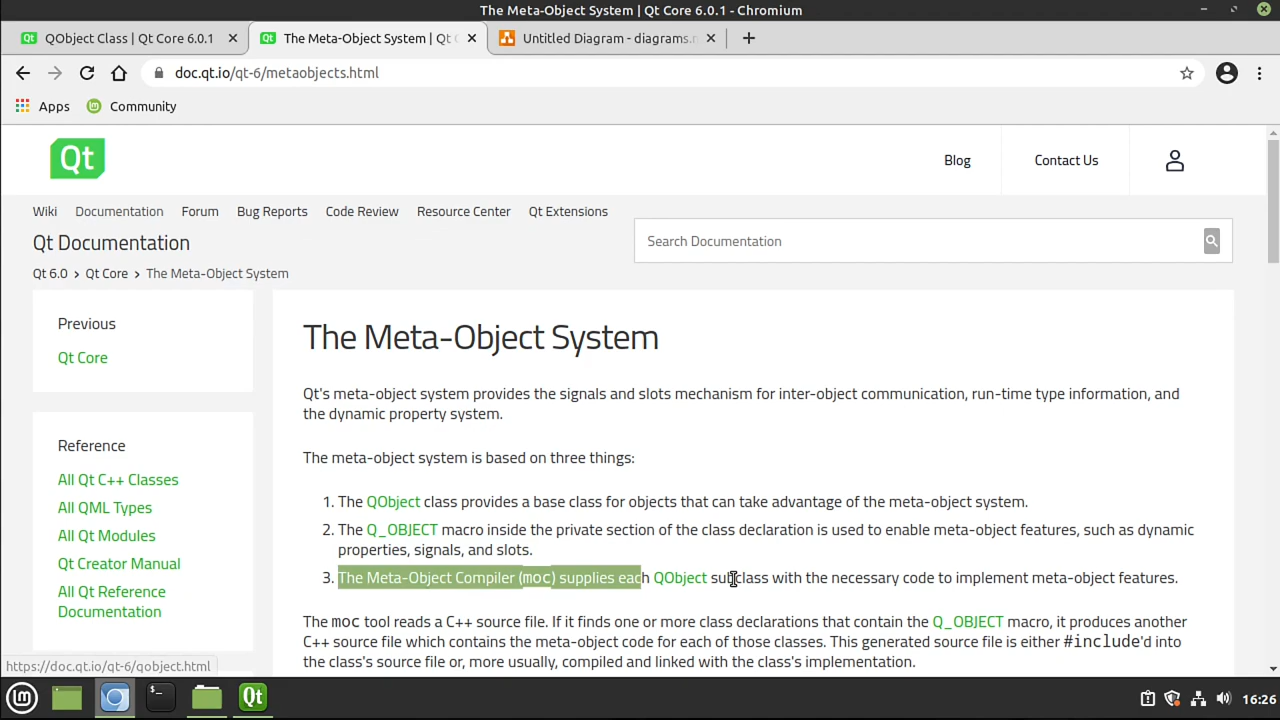 The Meta-Object System | Qt Core 6.0.1 - Chromium
QObject Class | Qt Core 6.0.1
The Meta-Object System | Qt C
Untitled Diagram - diagrams.n
doc.qt.io/qt-6/metaobjects.html
Apps
Community
Qt
Blog
Contact Us
Wiki
Documentation
Forum
Bug Reports
Code Review
Resource Center
Qt Extensions
Qt Documentation
Search Documentation
Qt 6.0 > Qt Core > The Meta-Object System
Previous
Qt Core
Reference
All Qt C++ Classes
All QML Types
All Qt Modules
Qt Creator Manual
All Qt Reference
Documentation
The Meta-Object System
Qt's meta-object system provides the signals and slots mechanism for inter-object communication, run-time type information, and
the dynamic property system.
The meta-object system is based on three things:
1. The QObject class provides a base class for objects that can take advantage of the meta-object system.
2. The Q_OBJECT macro inside the private section of the class declaration is used to enable meta-object features, such as dynamic
properties, signals, and slots.
3. The Meta-Object Compiler (moc) supplies each QObject subclass with the necessary code to implement meta-object features.
The moc tool reads a C++ source file. If it finds one or more class declarations that contain the Q_OBJECT macro, it produces another
C++ source file which contains the meta-object code for each of those classes. This generated source file is either #include'd into
the class's source file or, more usually, compiled and linked with the class's implementation.
https://doc.qt.io/qt-6/qobject.html
Qt
16:26